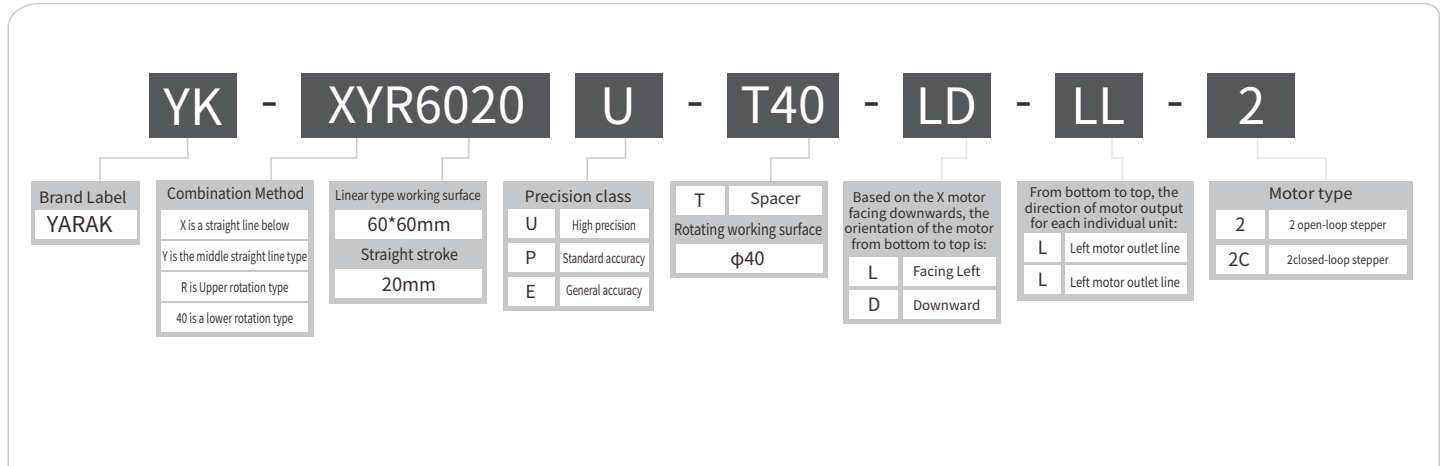 YK - XYR6020 U - T40 - LD - LL - 2
Brand Label
YARAK
Combination Method
X is a straight line below
Y is the middle straight line type
R is Upper rotation type
40 is a lower rotation type
Linear type working surface
60*60mm
Straight stroke
20mm
Precision class
U High precision
P Standard accuracy
E General accuracy
T Spacer
Rotating working surface
φ40
Based on the X motor
facing downwards, the
orientation of the motor
from bottom to top is:
L Facing Left
D Downward
From bottom to top, the
direction of motor output
for each individual unit:
L Left motor outlet line
L Left motor outlet line
Motor type
2 2 open-loop stepper
2C 2closed-loop stepper